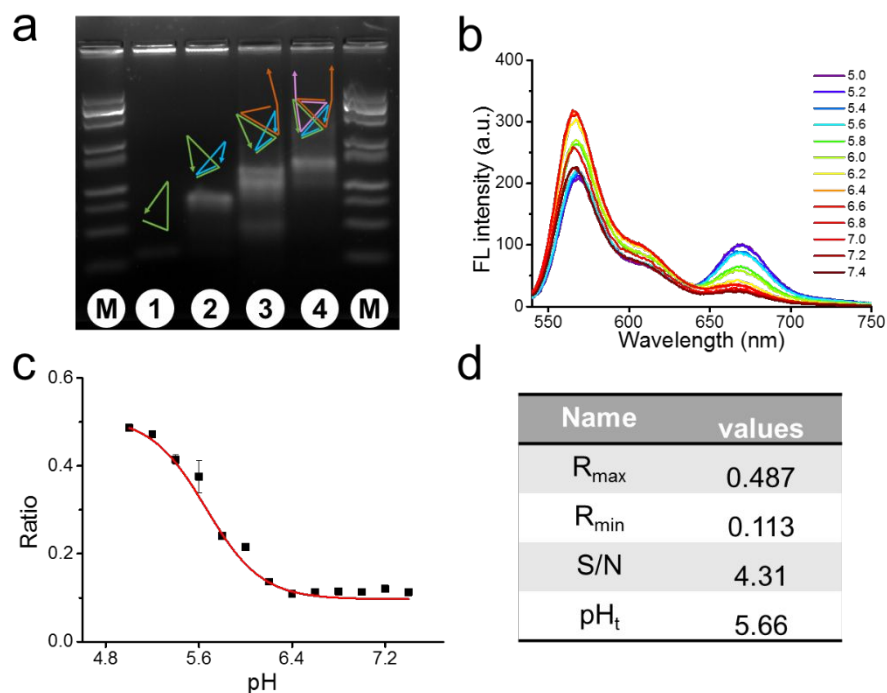 a
M 1 2 3 4 M
b
FL intensity (a.u.)
400
300
200
100
0
550 600 650 700 750
Wavelength (nm)
5.0
5.2
5.4
5.6
5.8
6.0
6.2
6.4
6.6
6.8
7.0
7.2
7.4
c
Ratio
0.6
0.4
0.2
0.0
4.8 5.6 6.4 7.2
pH
d
Name values
Rmax 0.487
Rmin 0.113
S/N 4.31
pHt 5.66